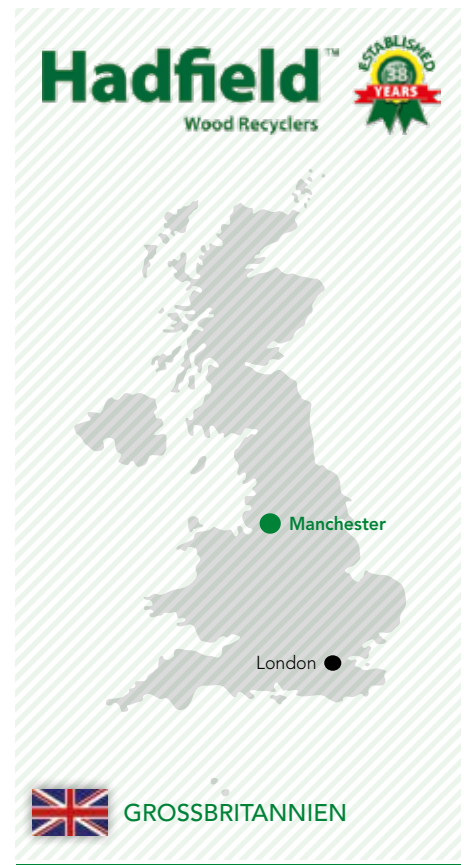 Hadfield™
Wood Recyclers
ESTABLISHED
38
YEARS
Manchester
London
GROSSBRITANNIEN